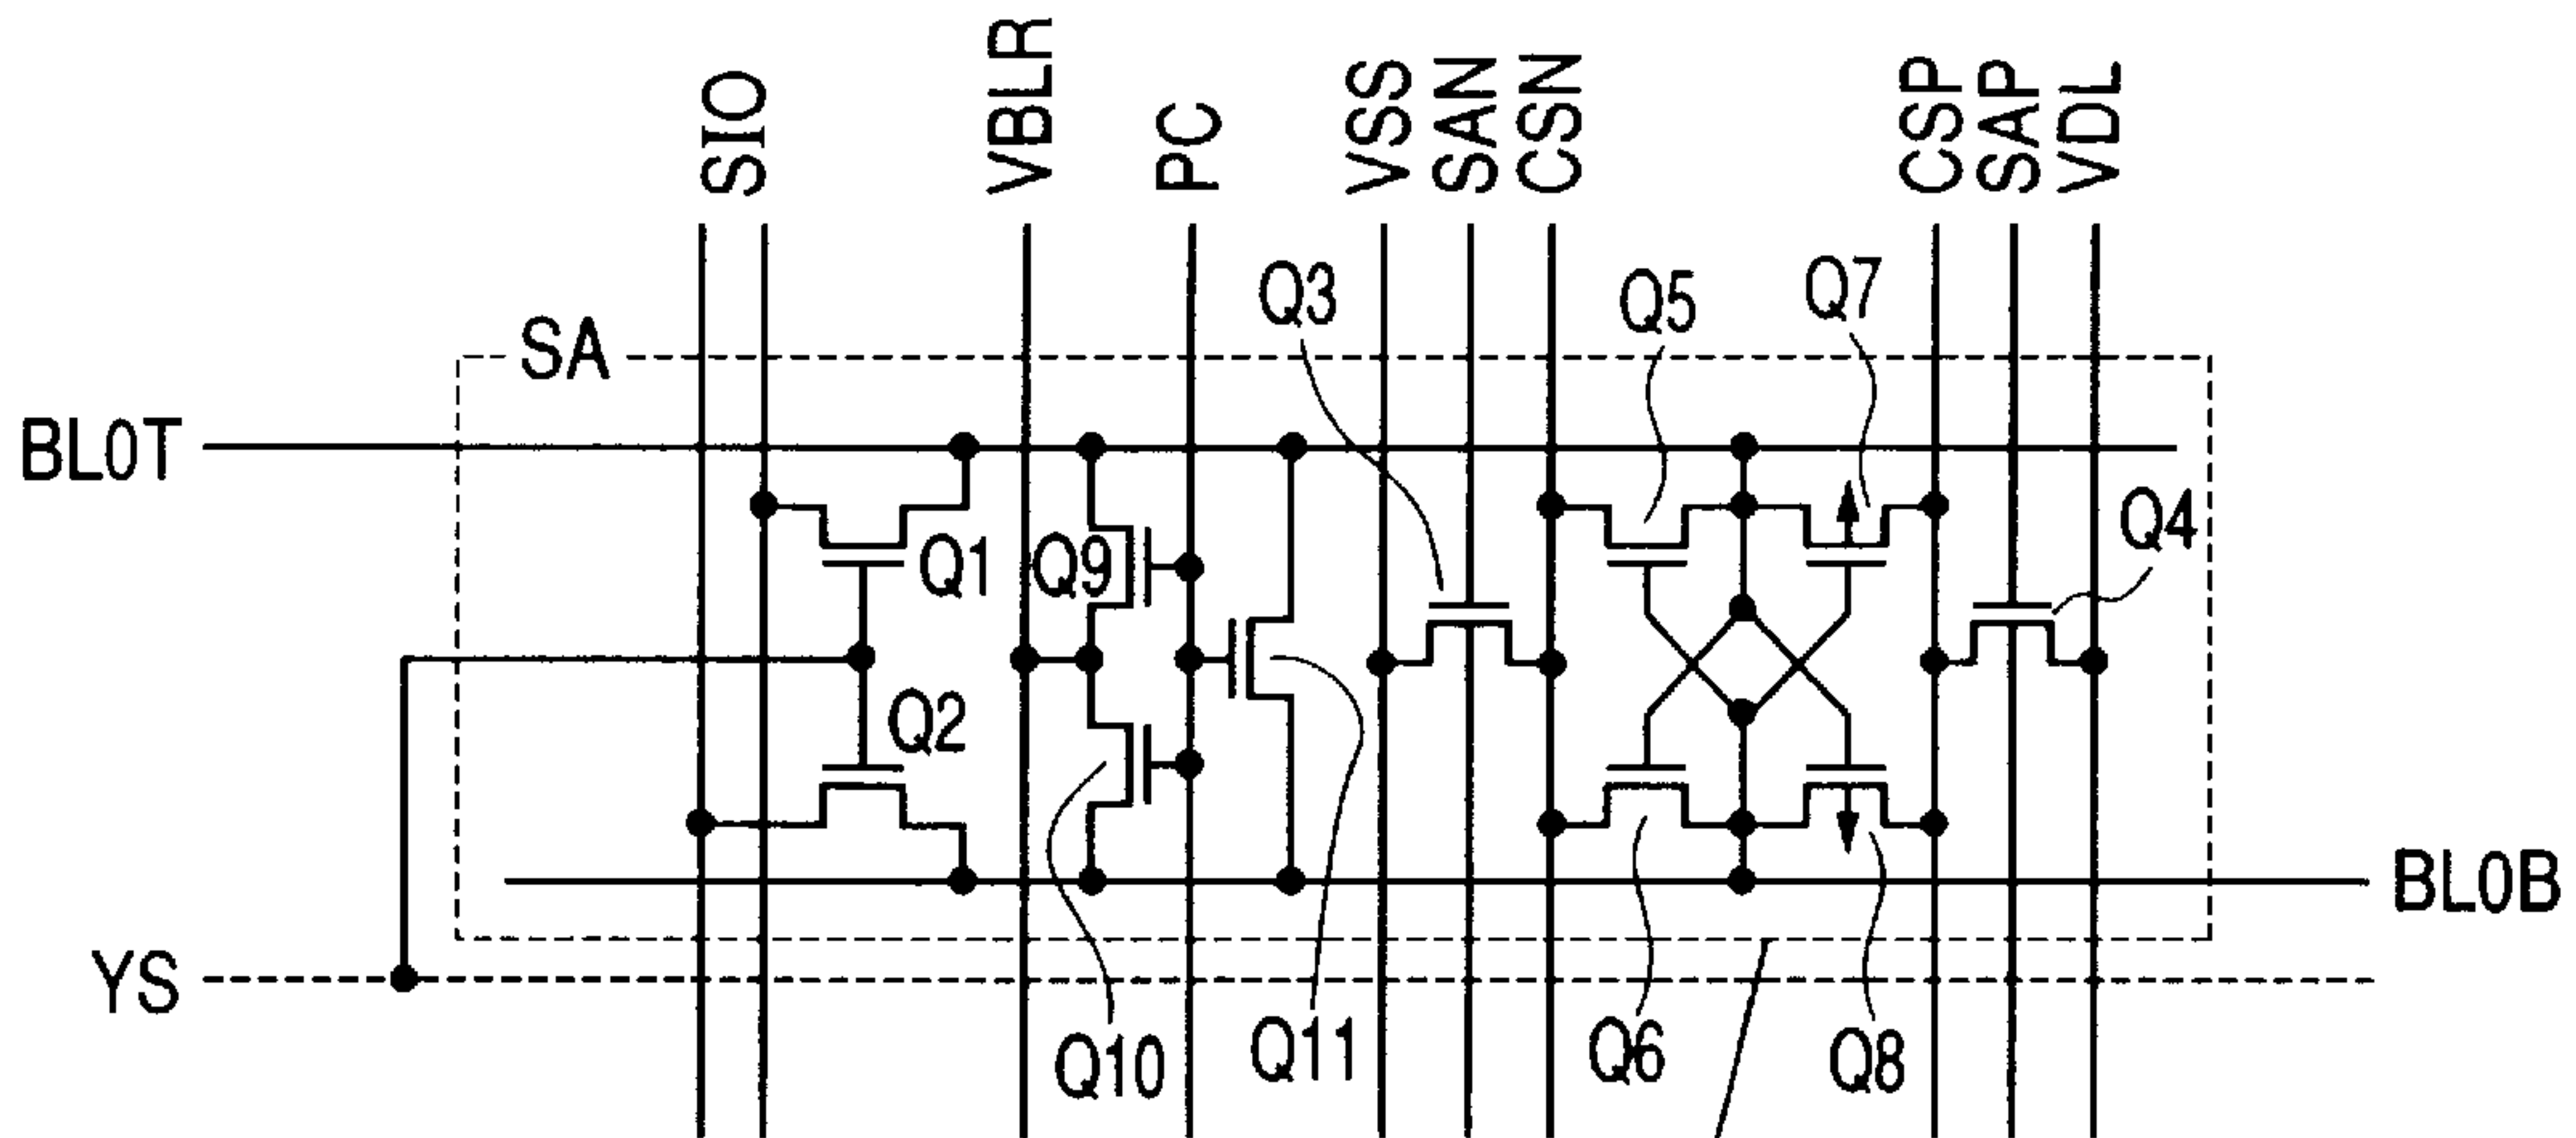 SIO
VBLR
PC
VSS
SAN
CSN
CSP
SAP
VDL
Q3
Q5
Q7
SA
BL0T
Q4
Q1
Q9
Q2
BL0B
YS
Q10
Q11
Q6
Q8